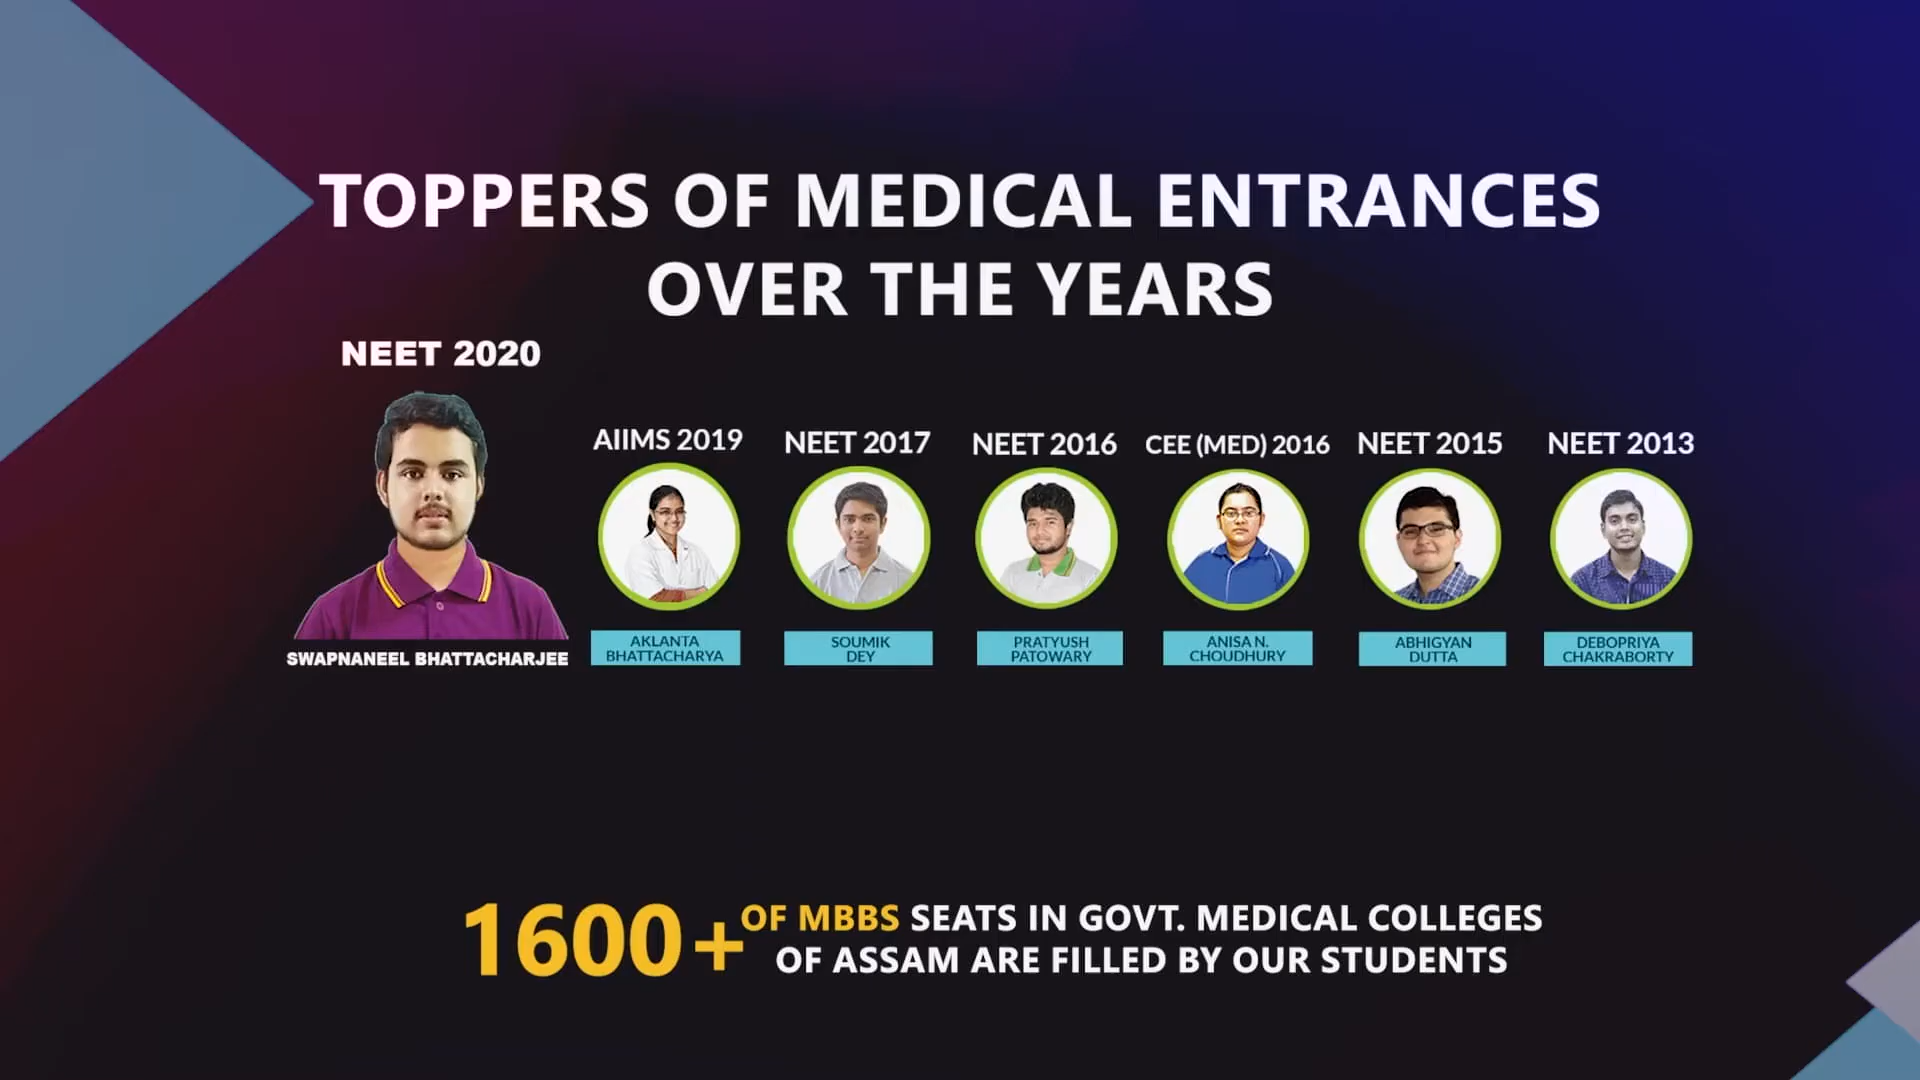 TOPPERS OF MEDICAL ENTRANCES
OVER THE YEARS
NEET 2020
SWAPNANEEL BHATTACHARJEE
AIIMS 2019
AKLANTA
BHATTACHARYA
NEET 2017
SOUMIK
DEY
NEET 2016
PRATYUSH
PATOWARY
CEE (MED) 2016
ANISA N.
CHOUDHURY
NEET 2015
ABHIGYAN
DUTTA
NEET 2013
DEBOPRIYA
CHAKRABORTY
1600+ OF MBBS SEATS IN GOVT. MEDICAL COLLEGES
OF ASSAM ARE FILLED BY OUR STUDENTS